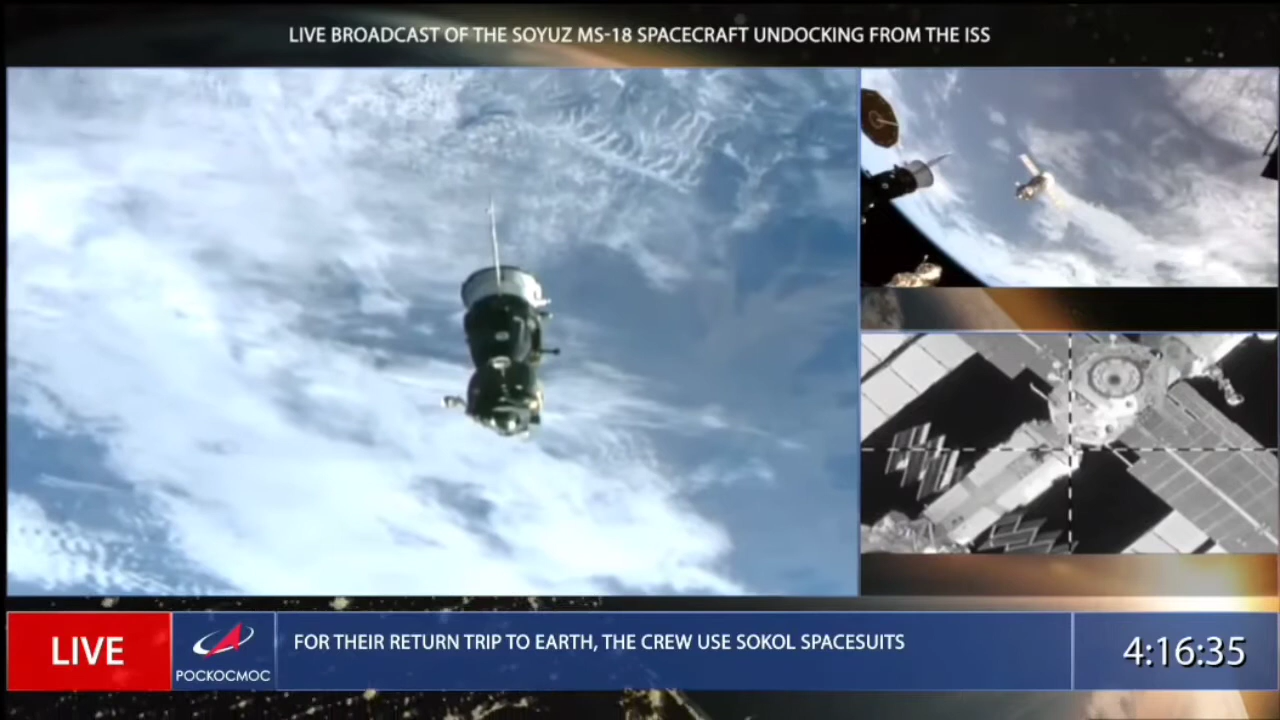 LIVE BROADCAST OF THE SOYUZ MS-18 SPACECRAFT UNDOCKING FROM THE ISS
LIVE
РОСКОСМОС
FOR THEIR RETURN TRIP TO EARTH, THE CREW USE SOKOL SPACESUITS
4:16:35